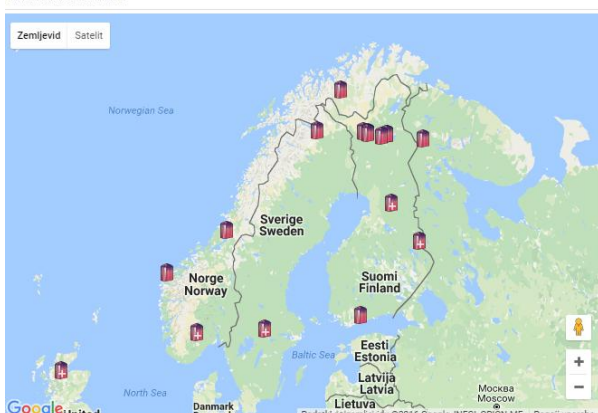 Zemljevid Satelit
Norwegian Sea
Sverige
Sweden
Norge
Norway
Suomi
Finland
Eesti
Estonia
Baltic Sea
Latvija
Latvia
Москва
Moscow
North Sea
Danmark
Lietuva
Google United